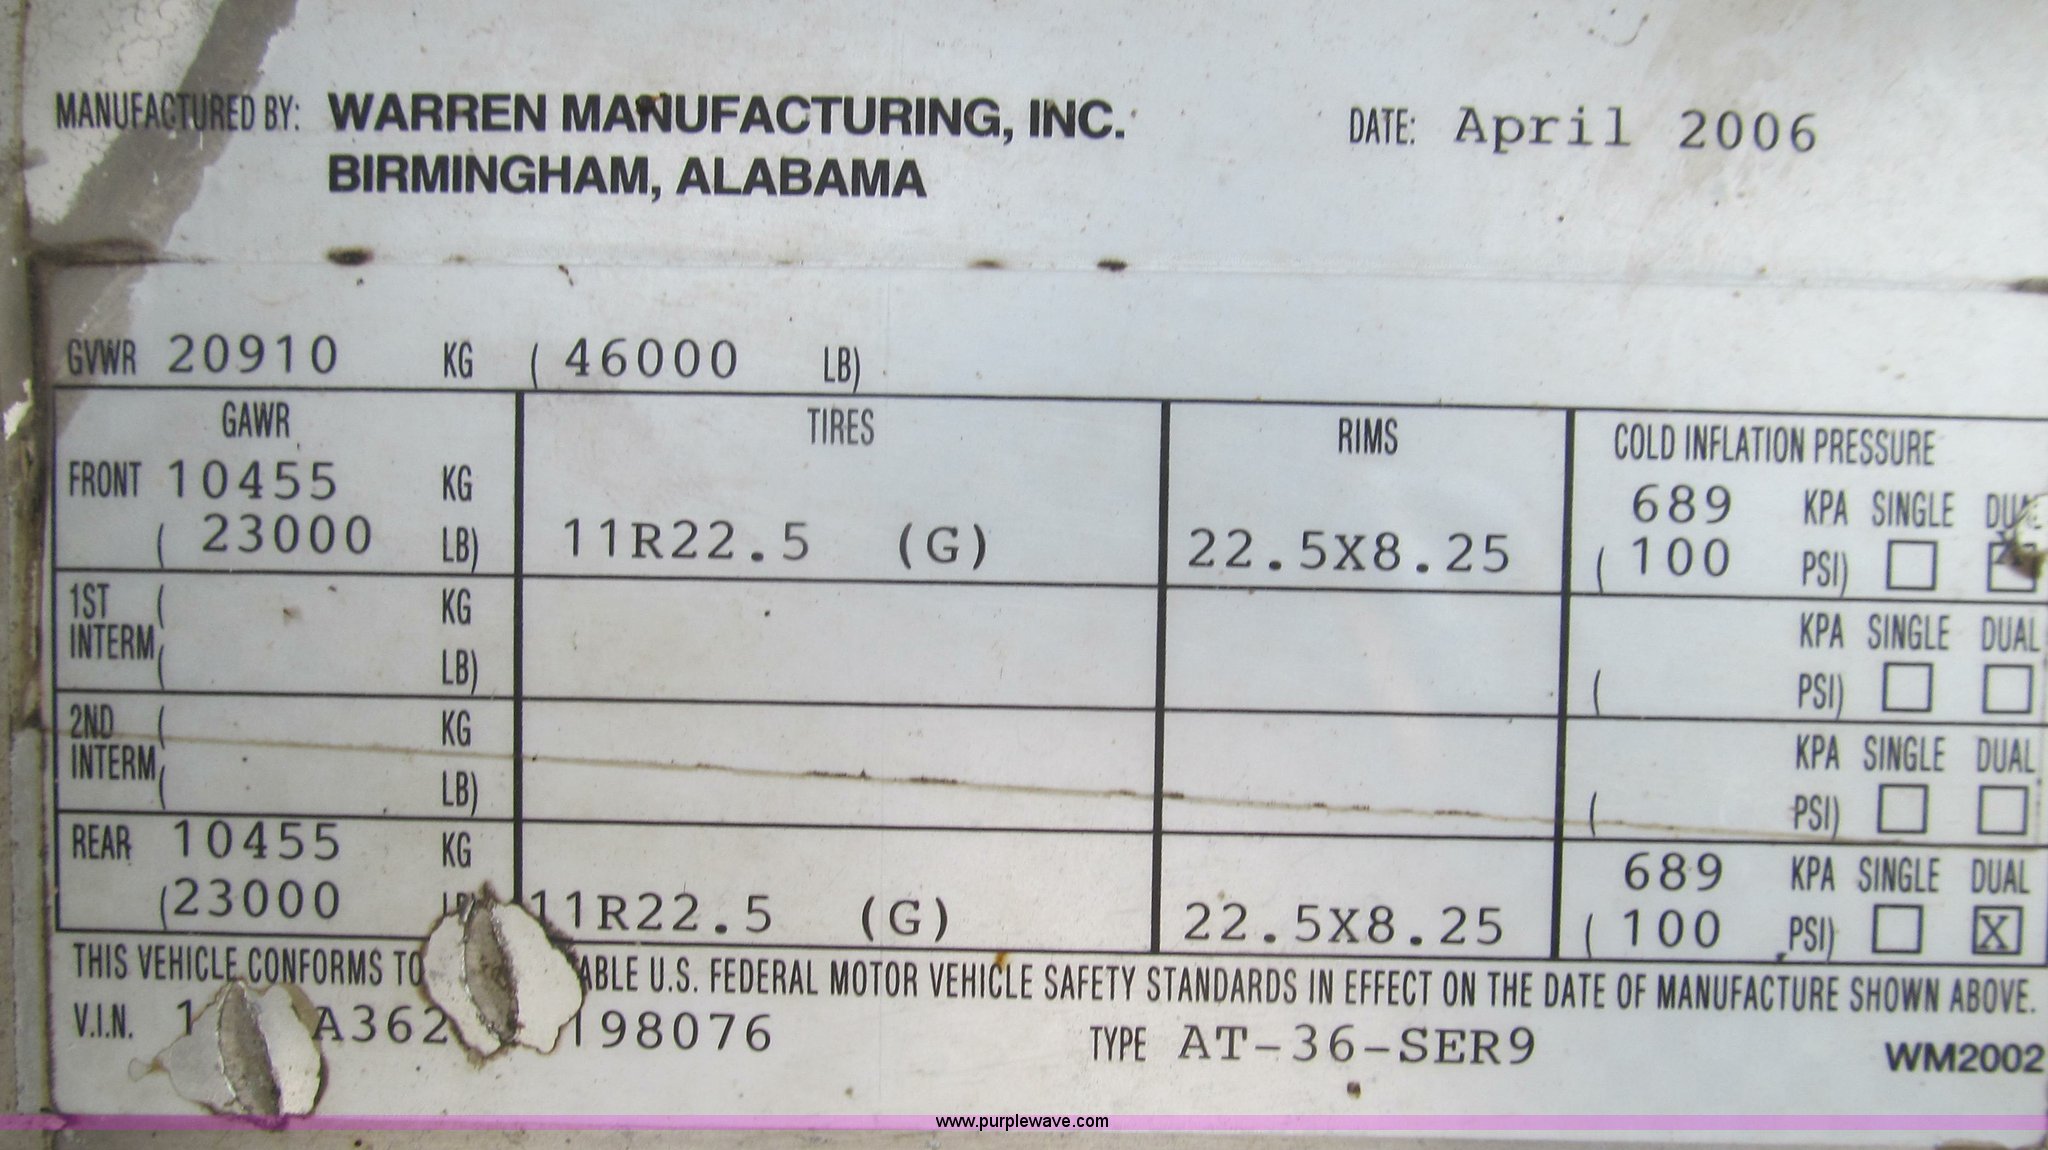 MANUFACTURED BY: WARREN MANUFACTURING, INC. DATE: April 2006
BIRMINGHAM, ALABAMA
GVWR 20910 KG ( 46000 LB)
GAWR TIRES RIMS COLD INFLATION PRESSURE
FRONT 10455 KG 689 KPA SINGLE DUAL
( 23000 LB) 11R22.5 (G) 22.5X8.25 ( 100 PSI)
1ST ( KG KPA SINGLE DUAL
INTERM ( LB) ( PSI)
2ND ( KG KPA SINGLE DUAL
INTERM ( LB) ( PSI)
REAR 10455 KG 689 KPA SINGLE DUAL
(23000 11R22.5 (G) 22.5X8.25 ( 100 PSI) X
THIS VEHICLE CONFORMS TO U.S. FEDERAL MOTOR VEHICLE SAFETY STANDARDS IN EFFECT ON THE DATE OF MANUFACTURE SHOWN ABOVE.
V.I.N. 1 A362 198076 TYPE AT-36-SER9 WM2002
www.purplewave.com